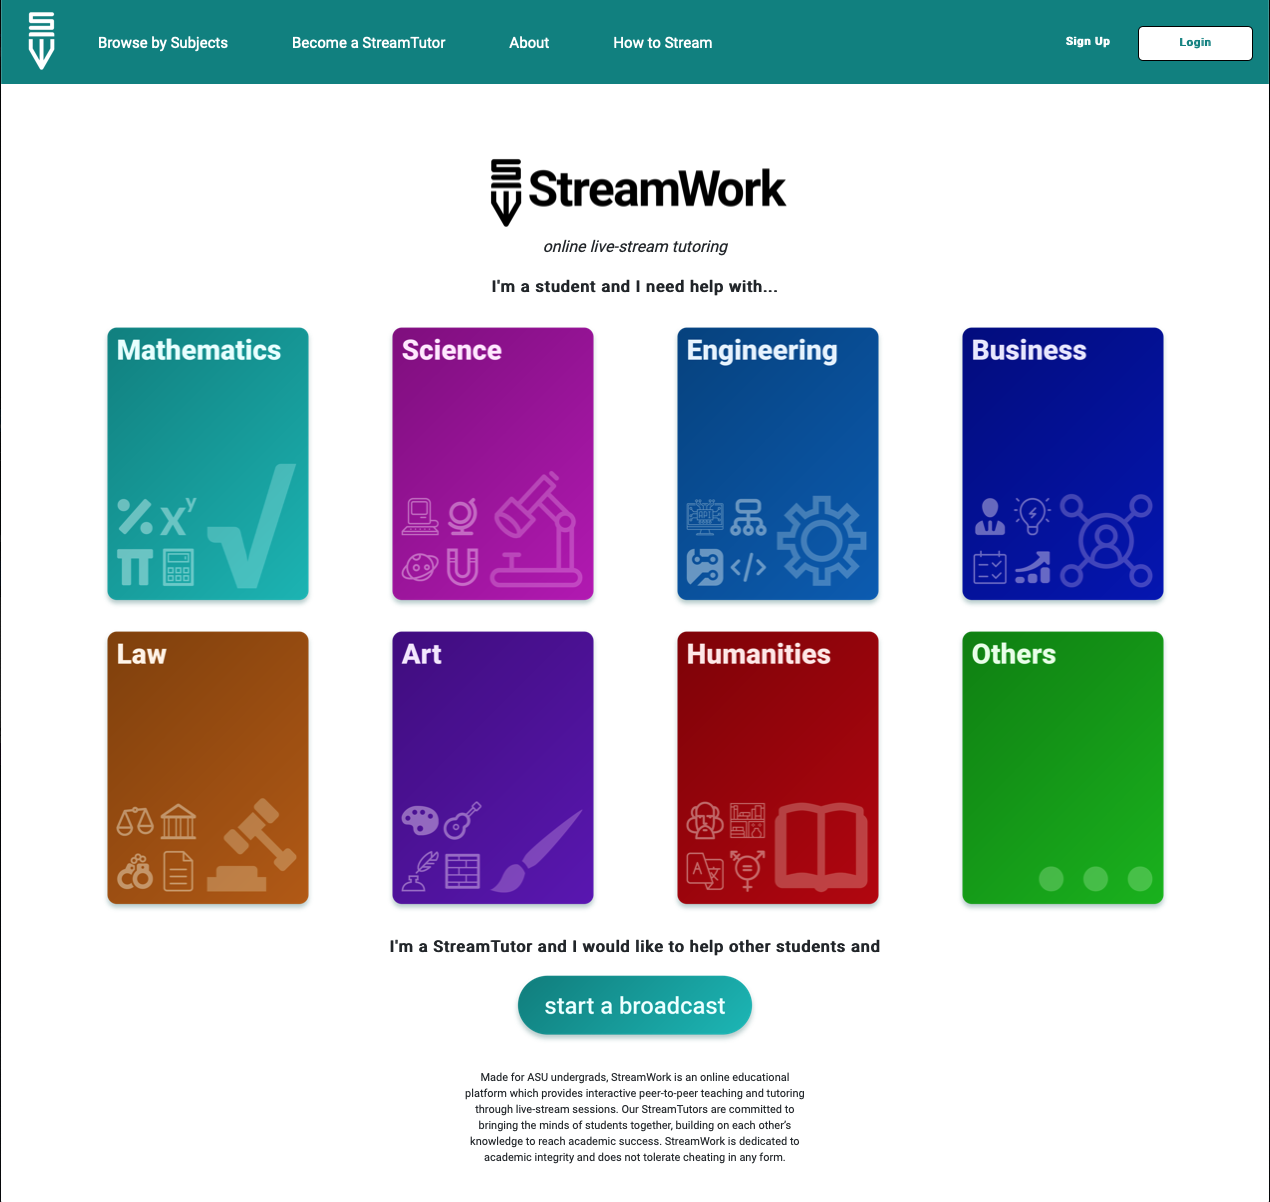 Browse by Subjects
Become a StreamTutor
About
How to Stream
Sign Up
Login
StreamWork
online live-stream tutoring
I'm a student and I need help with...
Mathematics
Science
Engineering
Business
Law
Art
Humanities
Others
I'm a StreamTutor and I would like to help other students and
start a broadcast
Made for ASU undergrads, StreamWork is an online educational
platform which provides interactive peer-to-peer teaching and tutoring
through live-stream sessions. Our StreamTutors are committed to
bringing the minds of students together, building on each other’s
knowledge to reach academic success. StreamWork is dedicated to
academic integrity and does not tolerate cheating in any form.